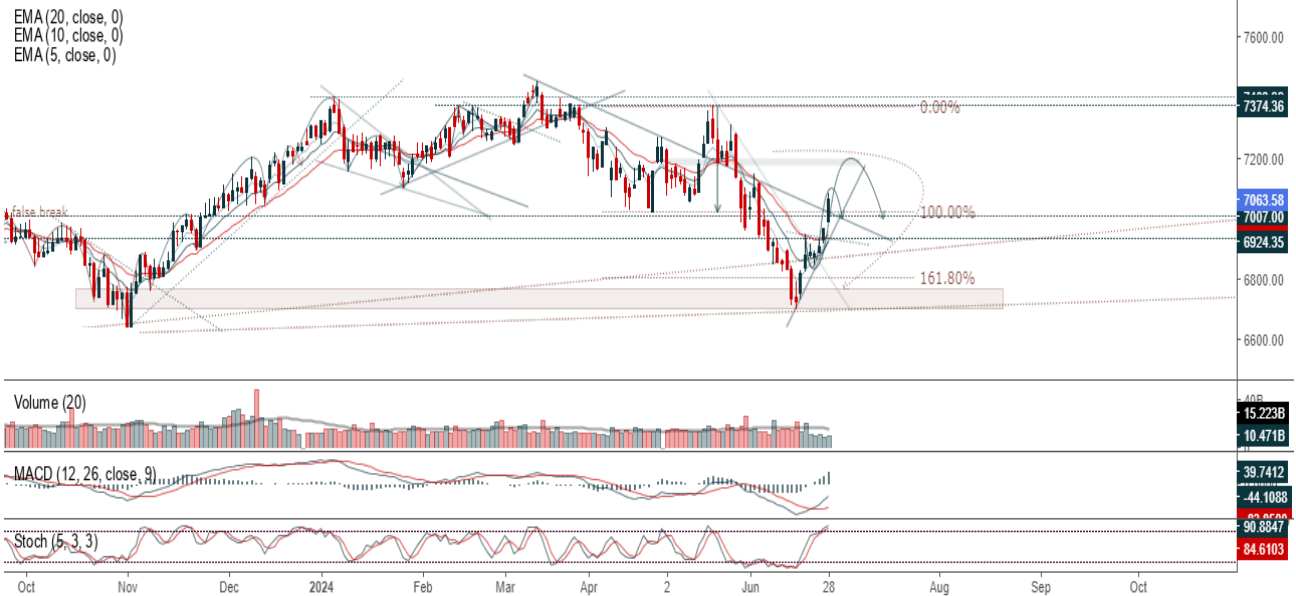 EMA (20, close, 0)
EMA (10, close, 0)
EMA (5, close, 0)
7600.00
0.00%
7374.36
7200.00
false break
7063.58
100.00%
7007.00
6924.35
161.80%
6800.00
6600.00
Volume (20)
15.223B
10.471B
MACD (12, 26, close, 9)
39.7412
-44.1088
Stoch (5, 3, 3)
90.8847
84.6103
Oct Nov Dec 2024 Feb Mar Apr 2 Jun 28 Aug Sep Oct